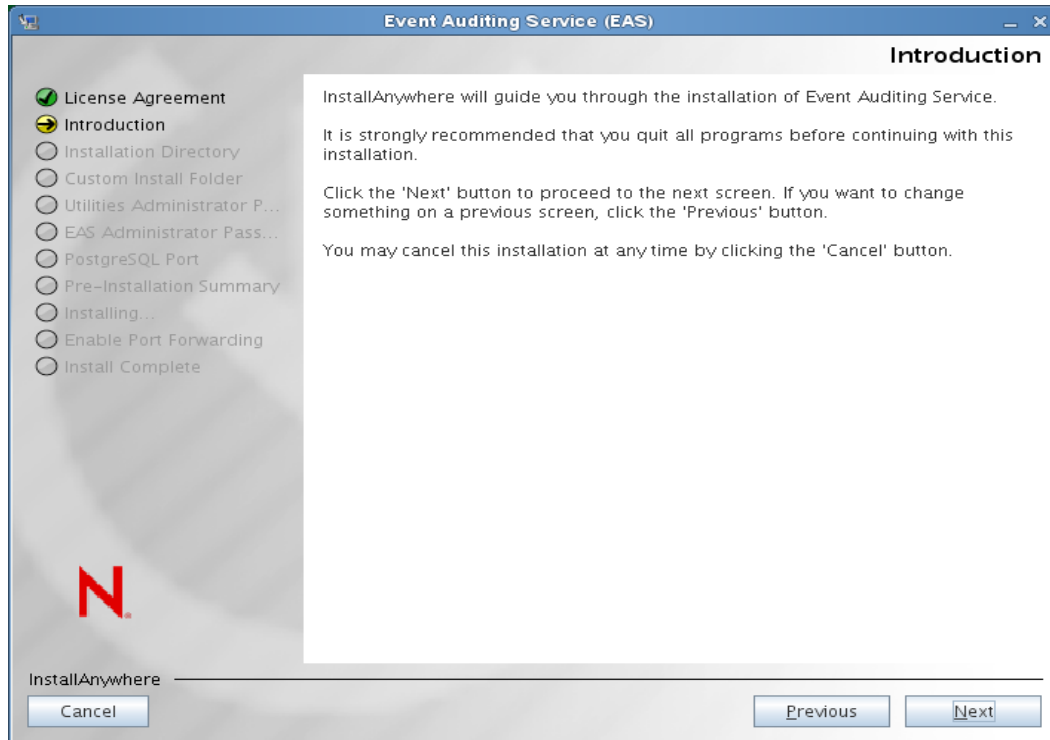 Event Auditing Service (EAS)
Introduction
License Agreement
Introduction
Installation Directory
Custom Install Folder
Utilities Administrator P...
EAS Administrator Pass...
PostgreSQL Port
Pre-Installation Summary
Installing...
Enable Port Forwarding
Install Complete
InstallAnywhere will guide you through the installation of Event Auditing Service.
It is strongly recommended that you quit all programs before continuing with this
installation.
Click the 'Next' button to proceed to the next screen. If you want to change
something on a previous screen, click the 'Previous' button.
You may cancel this installation at any time by clicking the 'Cancel' button.
N
InstallAnywhere
Cancel
Previous
Next